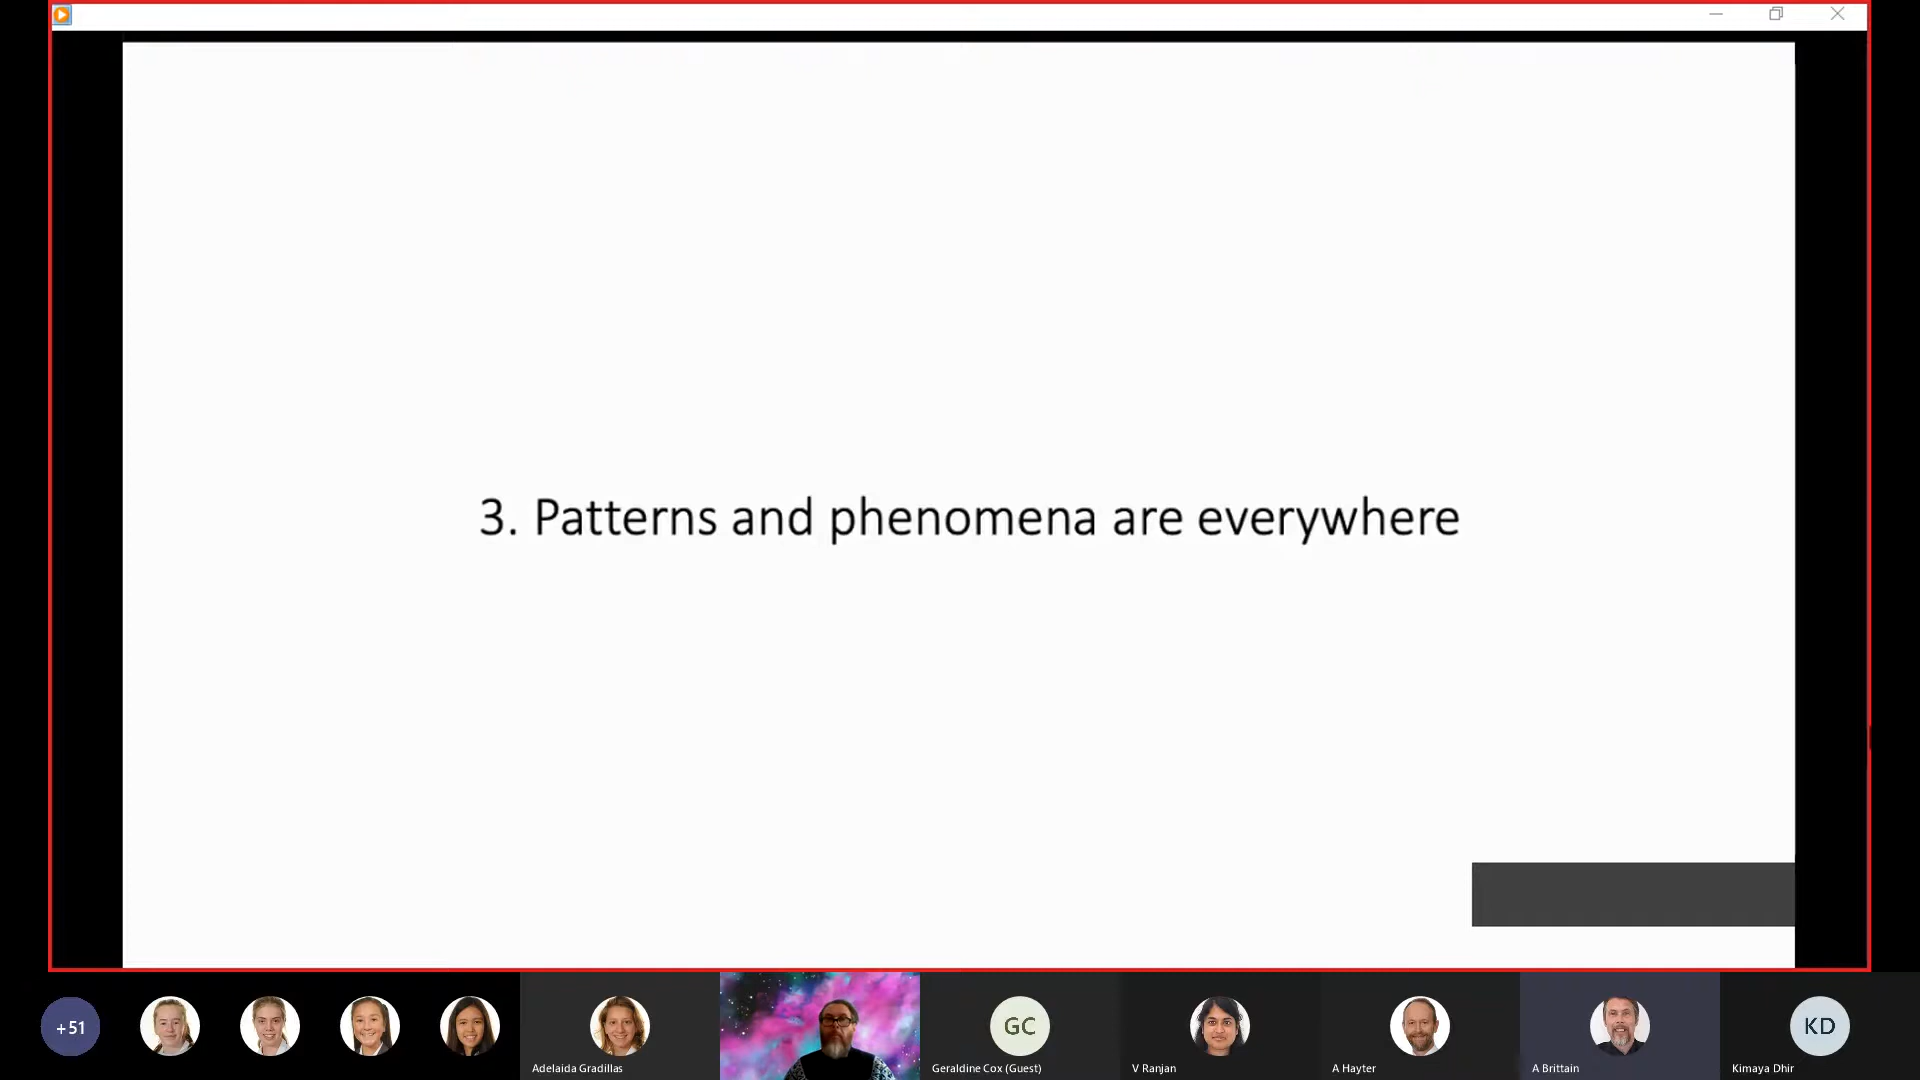 3. Patterns and phenomena are everywhere
+51
Adelaida Gradillas
GC
Geraldine Cox (Guest)
V Ranjan
A Hayter
A Brittain
KD
Kimaya Dhir